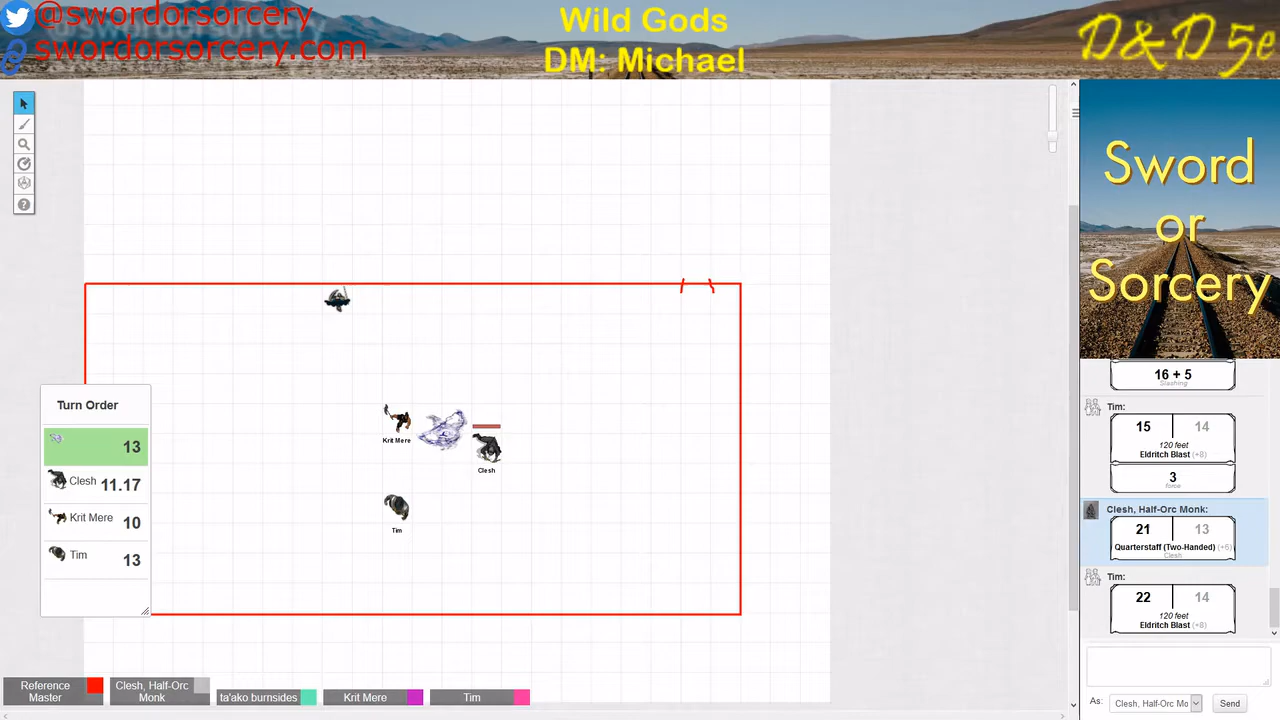 @swordorsorcery
swordorsorcery.com
Wild Gods
DM: Michael
D&D 5e
Sword
or
Sorcery
Krit Mere
Clesh
Tim
Turn Order
13
Clesh 11.17
Krit Mere 10
Tim 13
16 + 5
Slashing
Tim:
15 14
120 feet
Eldritch Blast (+8)
3
force
Clesh, Half-Orc Monk:
21 13
Quarterstaff (Two-Handed) (+6)
Clesh
Tim:
22 14
120 feet
Eldritch Blast (+8)
As: Clesh, Half-Orc Mo Send
Reference
Master
Clesh, Half-Orc
Monk
ta'ako burnsides
Krit Mere
Tim